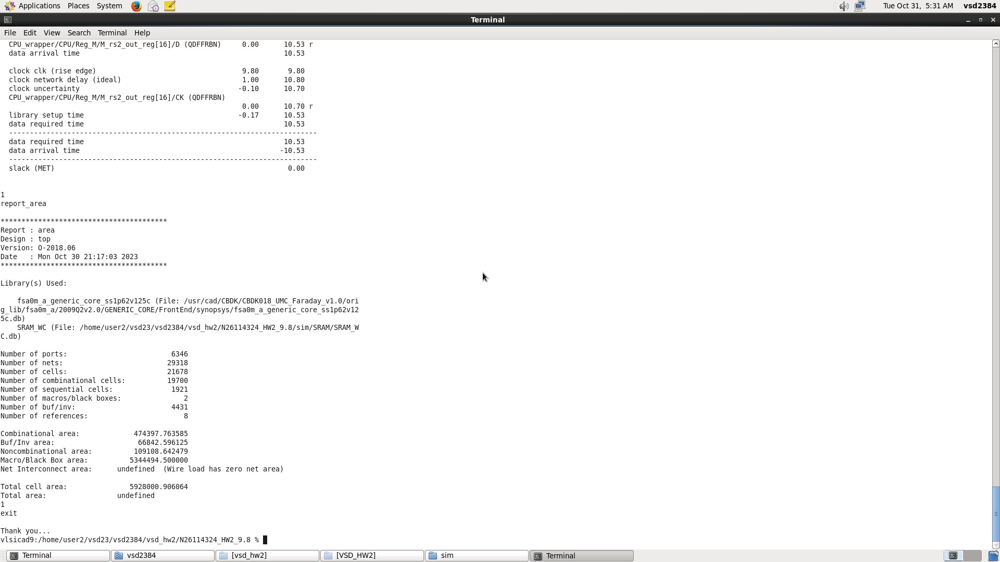 Applications Places System Tue Oct 31, 5:31 AM vsd2384
Terminal
File Edit View Search Terminal Help
CPU_wrapper/CPU/Reg_M/M_rs2_out_reg[16]/D (QDFFRBN) 0.00 10.53 r
data arrival time 10.53
clock clk (rise edge) 9.80 9.80
clock network delay (ideal) 1.00 10.80
clock uncertainty -0.10 10.70
CPU_wrapper/CPU/Reg_M/M_rs2_out_reg[16]/CK (QDFFRBN)
0.00 10.70 r
library setup time -0.17 10.53
data required time 10.53
--------------------------------------------------------------------------
data required time 10.53
data arrival time -10.53
--------------------------------------------------------------------------
slack (MET) 0.00
1
report_area
****************************************
Report : area
Design : top
Version: O-2018.06
Date : Mon Oct 30 21:17:03 2023
****************************************
Library(s) Used:
fsa0m_a_generic_core_ss1p62v125c (File: /usr/cad/CBDK/CBDK018_UMC_Faraday_v1.0/ori
g_lib/fsa0m_a/2009Q2v2.0/GENERIC_CORE/FrontEnd/synopsys/fsa0m_a_generic_core_ss1p62v12
5c.db)
SRAM_WC (File: /home/user2/vsd23/vsd2384/vsd_hw2/N26114324_HW2_9.8/sim/SRAM/SRAM_W
C.db)
Number of ports: 6346
Number of nets: 29318
Number of cells: 21678
Number of combinational cells: 19700
Number of sequential cells: 1921
Number of macros/black boxes: 2
Number of buf/inv: 4431
Number of references: 8
Combinational area: 474397.763585
Buf/Inv area: 66842.596125
Noncombinational area: 109108.642479
Macro/Black Box area: 5344494.500000
Net Interconnect area: undefined (Wire load has zero net area)
Total cell area: 5928000.906064
Total area: undefined
1
exit
Thank you...
vlsicad9:/home/user2/vsd23/vsd2384/vsd_hw2/N26114324_HW2_9.8 %
Terminal vsd2384 [vsd_hw2] [VSD_HW2] sim Terminal